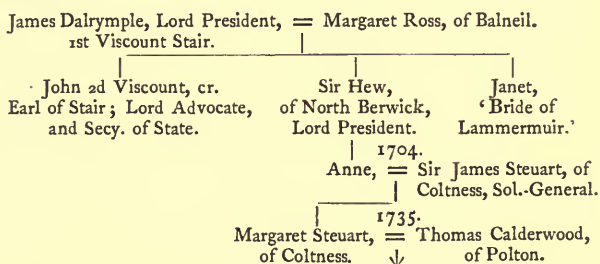 James Dalrymple, Lord President, = Margaret Ross, of Balneil.
1st Viscount Stair.
John 2d Viscount, cr. Sir Hew, Janet,
Earl of Stair; Lord Advocate, of North Berwick, ‘Bride of
and Secy. of State. Lord President. Lammermuir.’
1704.
Anne, = Sir James Steuart, of
Coltness, Sol.-General.
1735.
Margaret Steuart, = Thomas Calderwood,
of Coltness. of Polton.